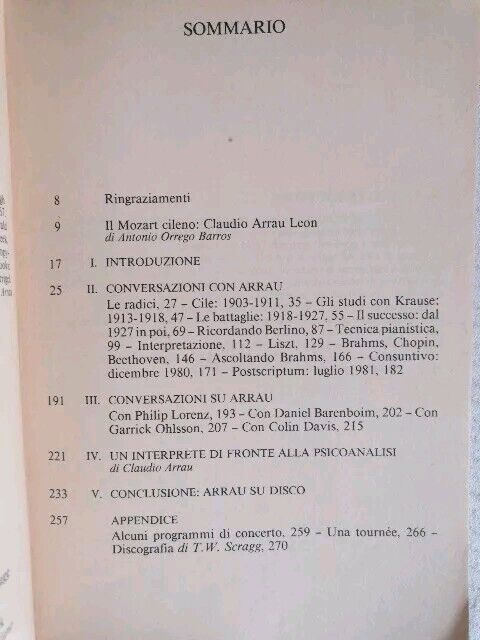 SOMMARIO
8 Ringraziamenti
9 Il Mozart cileno: Claudio Arrau Leon
di Antonio Orrego Barros
17 I. INTRODUZIONE
25 II. CONVERSAZIONI CON ARRAU
Le radici, 27 – Cile: 1903-1911, 35 – Gli studi con Krause:
1913-1918, 47 – Le battaglie: 1918-1927, 55 – Il successo: dal
1927 in poi, 69 – Ricordando Berlino, 87 – Tecnica pianistica,
99 – Interpretazione, 112 – Liszt, 129 – Brahms, Chopin,
Beethoven, 146 – Ascoltando Brahms, 166 – Consuntivo:
dicembre 1980, 171 – Postscriptum: luglio 1981, 182
191 III. CONVERSAZIONI SU ARRAU
Con Philip Lorenz, 193 – Con Daniel Barenboim, 202 – Con
Garrick Ohlsson, 207 – Con Colin Davis, 215
221 IV. UN INTERPRETE DI FRONTE ALLA PSICOANALISI
di Claudio Arrau
233 V. CONCLUSIONE: ARRAU SU DISCO
257 APPENDICE
Alcuni programmi di concerto, 259 – Una tournée, 266 –
Discografia di T.W. Scragg, 270